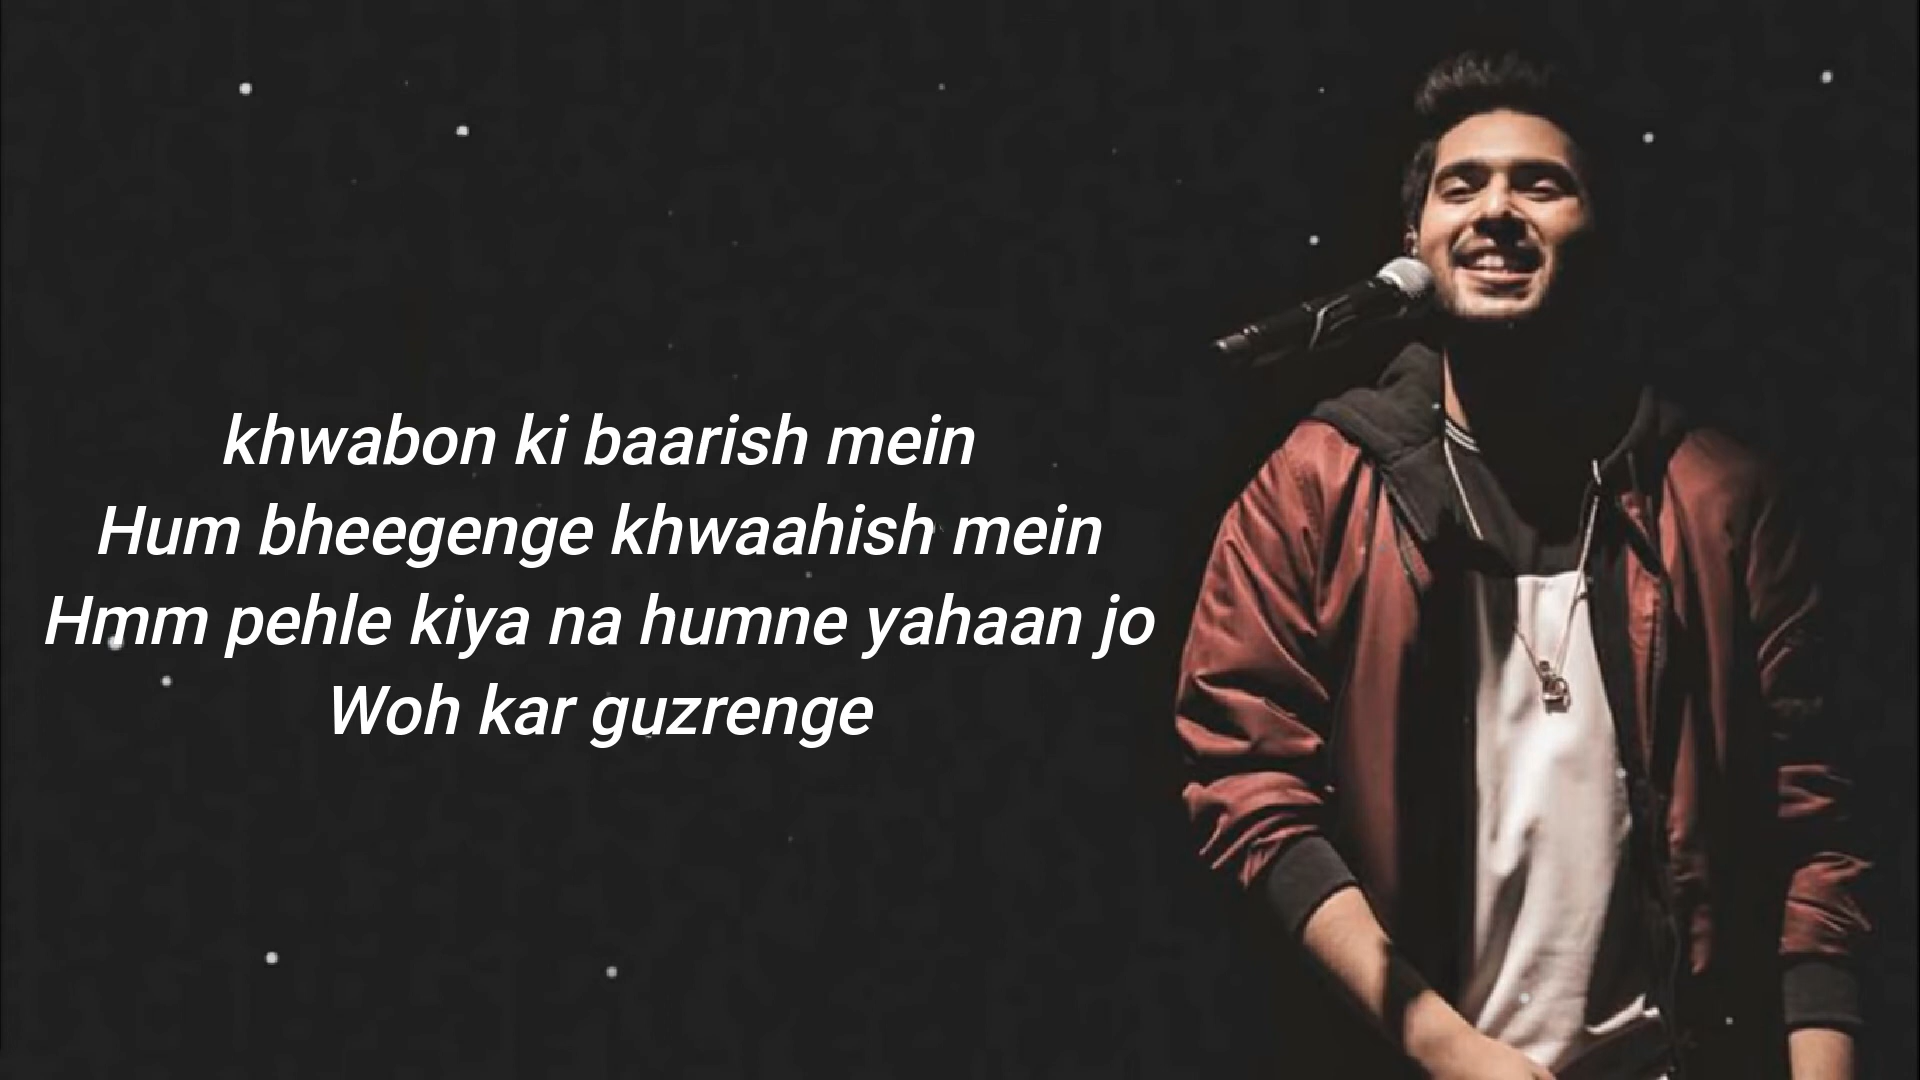 khwabon ki baarish mein
Hum bheegenge khwaahish mein
Hmm pehle kiya na humne yahaan jo
Woh kar guzrenge